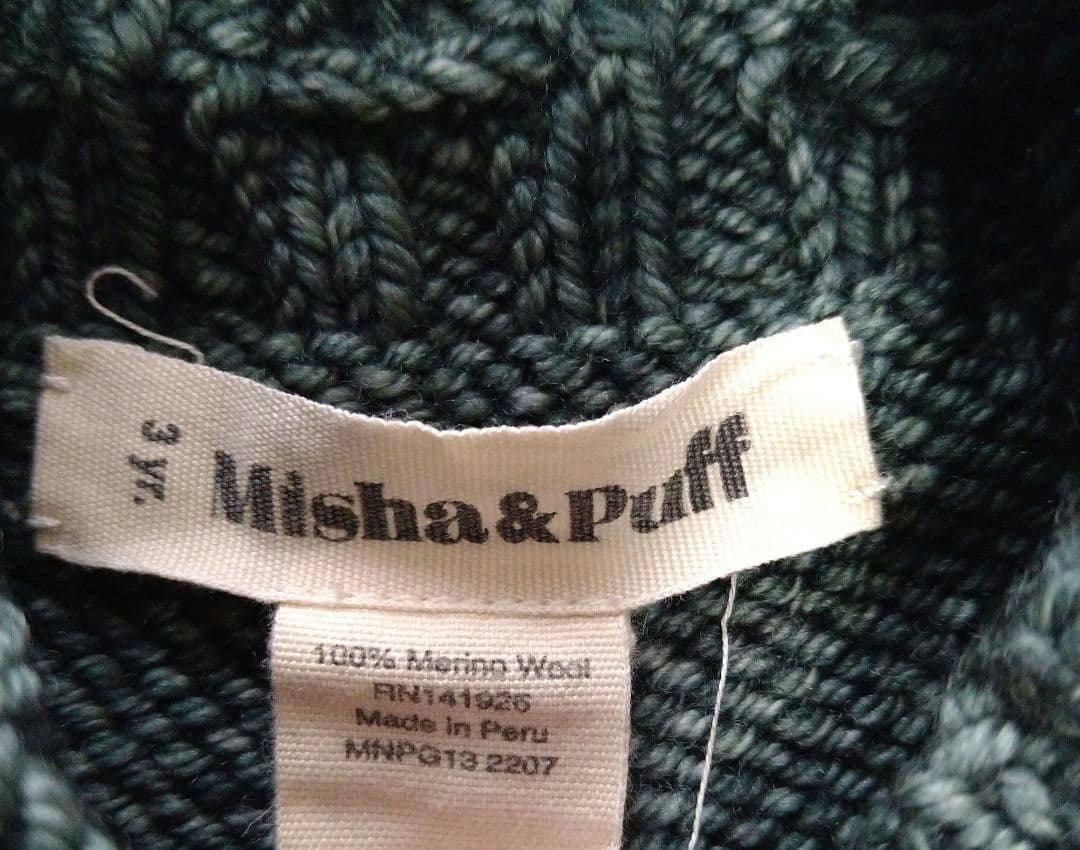 3 yr.
Misha & Puff
100% Merino Wool
RN141926
Made in Peru
MNPG13 2207